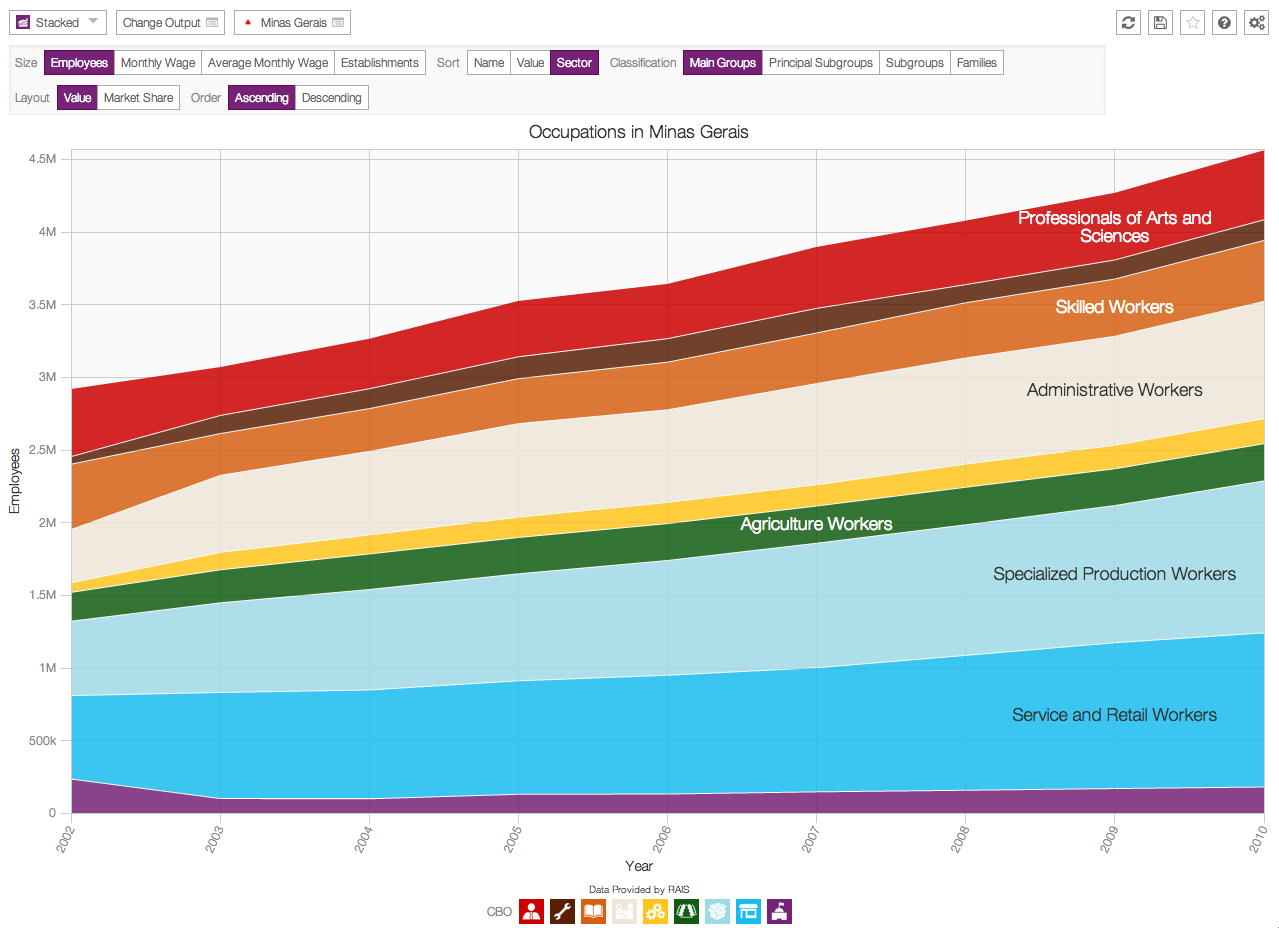 Stacked Change Output Minas Gerais
Size Employees Monthly Wage Average Monthly Wage Establishments Sort Name Value Sector Classification Main Groups Principal Subgroups Subgroups Families
Layout Value Market Share Order Ascending Descending
Occupations in Minas Gerais
4.5M
4M
3.5M
3M
2.5M
2M
1.5M
1M
500k
0
Employees
Professionals of Arts and
Sciences
Skilled Workers
Administrative Workers
Agriculture Workers
Specialized Production Workers
Service and Retail Workers
2002 2003 2004 2005 2006 2007 2008 2009 2010
Year
Data Provided by RAIS
CBO